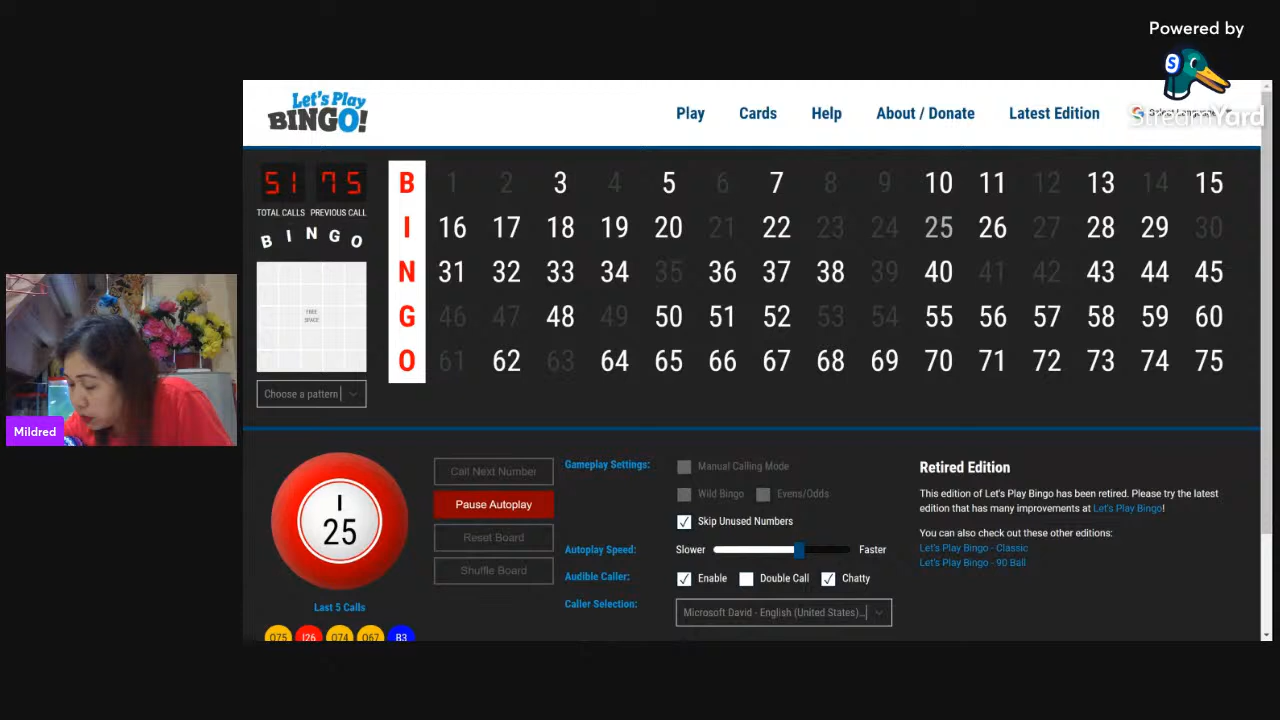 Powered by
S
StreamYard
Let's Play
BINGO!
Play Cards Help About / Donate Latest Edition
51 75
TOTAL CALLS PREVIOUS CALL
B I N G O
FREE
SPACE
Choose a pattern
B 1 2 3 4 5 6 7 8 9 10 11 12 13 14 15
I 16 17 18 19 20 21 22 23 24 25 26 27 28 29 30
N 31 32 33 34 35 36 37 38 39 40 41 42 43 44 45
G 46 47 48 49 50 51 52 53 54 55 56 57 58 59 60
O 61 62 63 64 65 66 67 68 69 70 71 72 73 74 75
Mildred
I
25
Last 5 Calls
O75 I26 O74 O67 B3
Call Next Number
Pause Autoplay
Reset Board
Shuffle Board
Gameplay Settings:
Manual Calling Mode
Wild Bingo Evens/Odds
Skip Unused Numbers
Autoplay Speed: Slower Faster
Audible Caller: Enable Double Call Chatty
Caller Selection: Microsoft David - English (United States)...
Retired Edition
This edition of Let's Play Bingo has been retired. Please try the latest
edition that has many improvements at Let's Play Bingo!
You can also check out these other editions:
Let's Play Bingo - Classic
Let's Play Bingo - 90 Ball